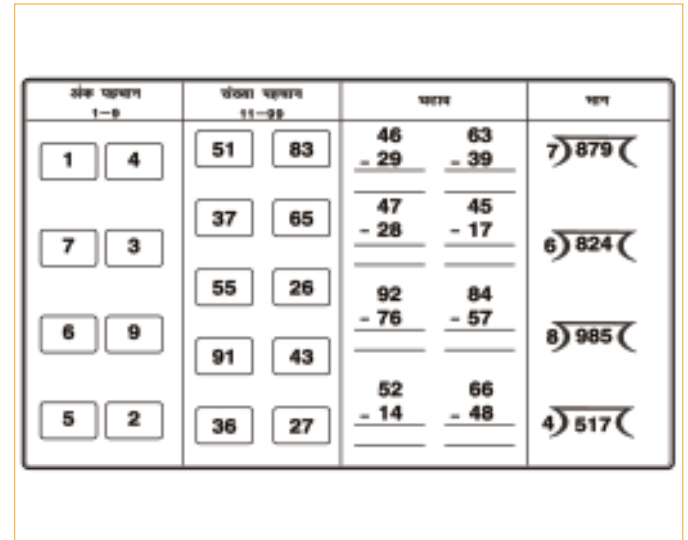 अंक पहचान
1–9
संख्या पहचान
11–99
घटाव
भाग
1 4
7 3
6 9
5 2
51 83
37 65
55 26
91 43
36 27
46 63
- 29 - 39
47 45
- 28 - 17
92 84
- 76 - 57
52 66
- 14 - 48
7)879(
6)824(
8)985(
4)517(